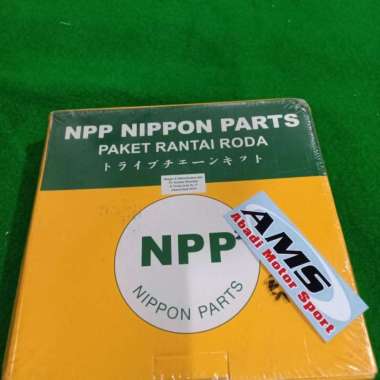 NPP NIPPON PARTS
PAKET RANTAI RODA
トライブチェーンキット
NPP
NIPPON PARTS
AMS
Abadi Motor Sport